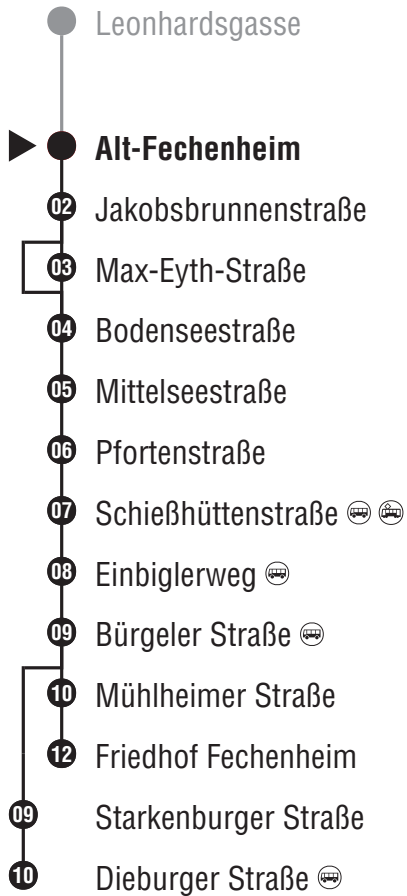 Leonhardsgasse
Alt-Fechenheim
02 Jakobsbrunnenstraße
03 Max-Eyth-Straße
04 Bodenseestraße
05 Mittelseestraße
06 Pfortenstraße
07 Schießhüttenstraße
08 Einbiglerweg
09 Bürgeler Straße
10 Mühlheimer Straße
12 Friedhof Fechenheim
09 Starkenburger Straße
10 Dieburger Straße